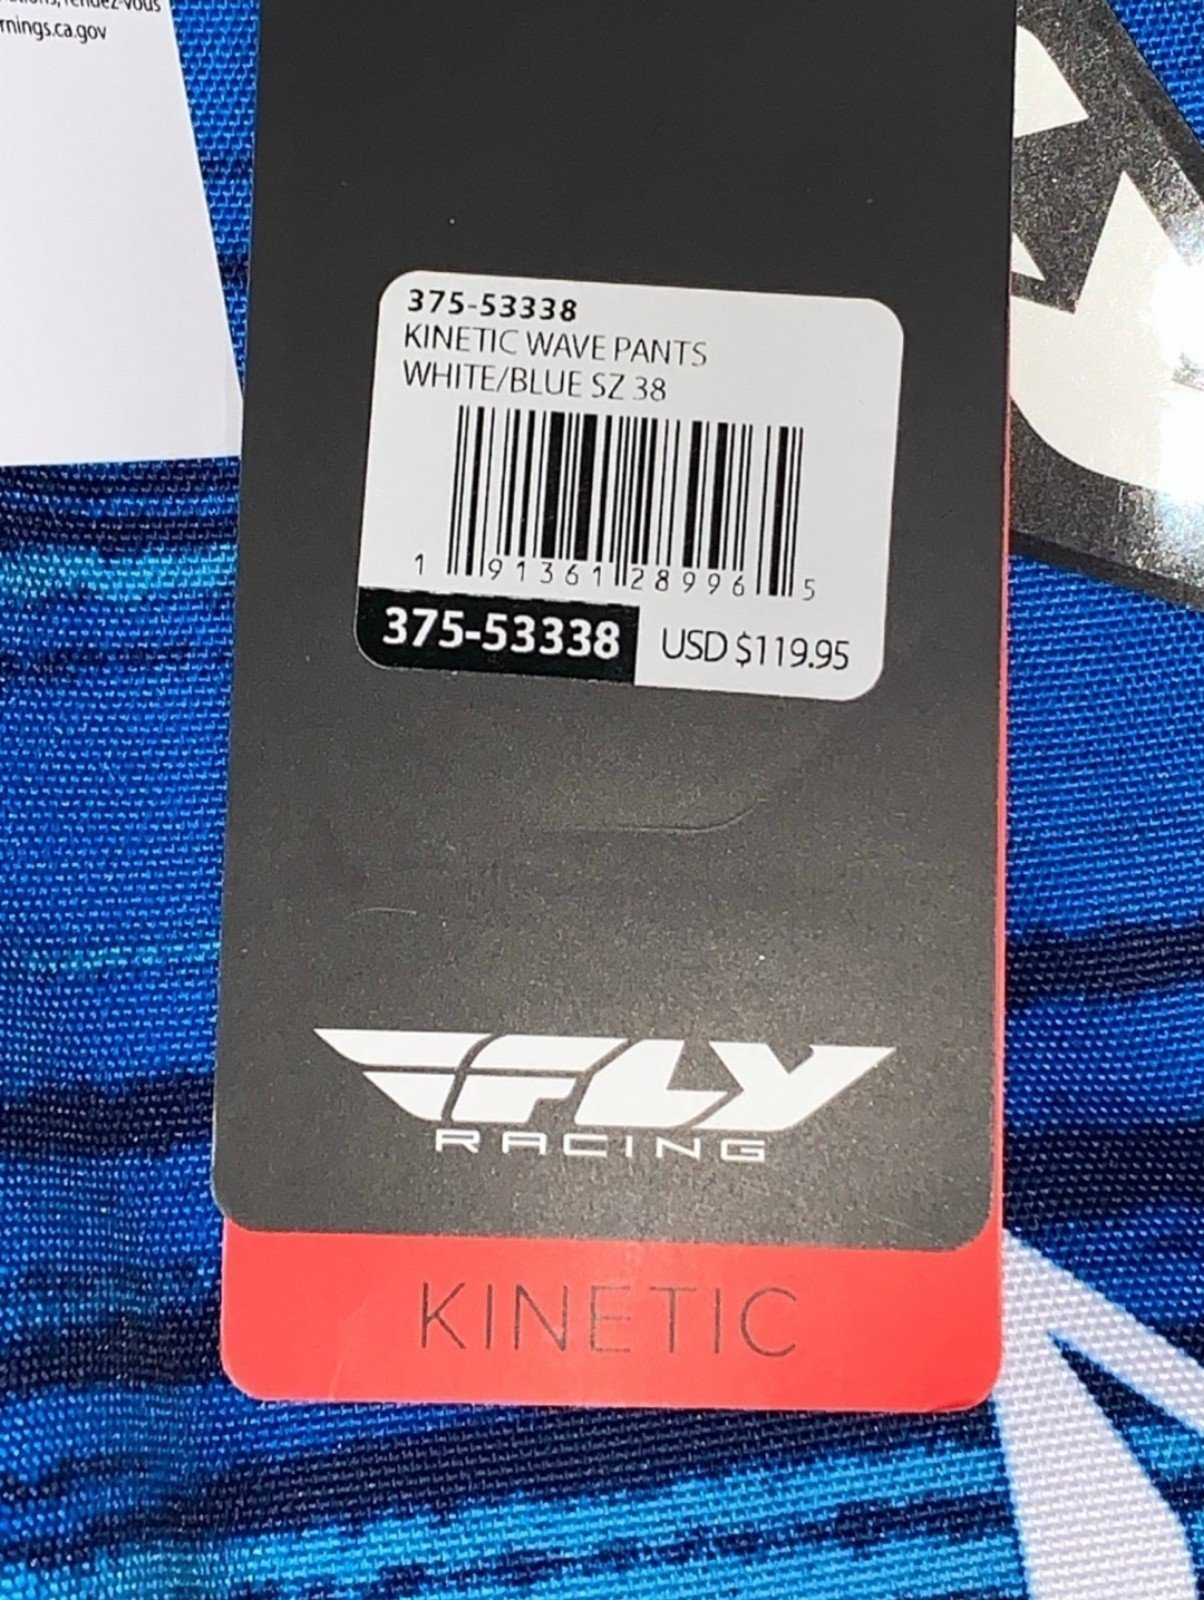 rendez-vous
rnings.ca.gov
375-53338
KINETIC WAVE PANTS
WHITE/BLUE SZ 38
1 91361 28996 5
375-53338 USD $119.95
FLY
RACING
KINETIC